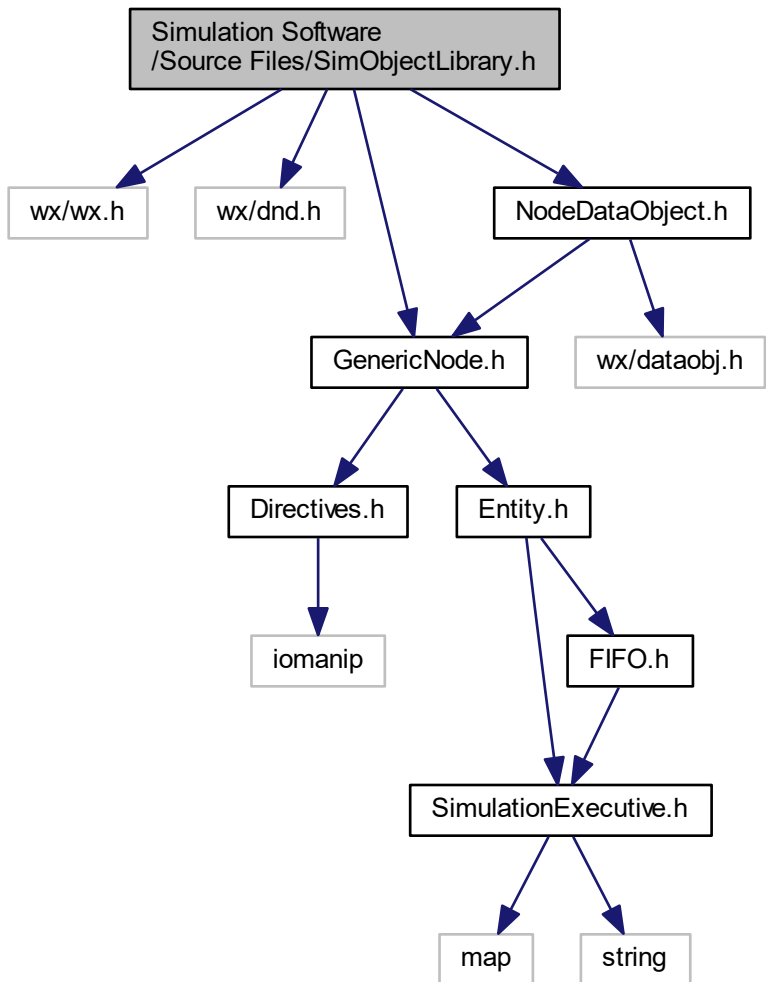 Simulation Software
/Source Files/SimObjectLibrary.h
wx/wx.h
wx/dnd.h
NodeDataObject.h
GenericNode.h
wx/dataobj.h
Directives.h
Entity.h
iomanip
FIFO.h
SimulationExecutive.h
map
string